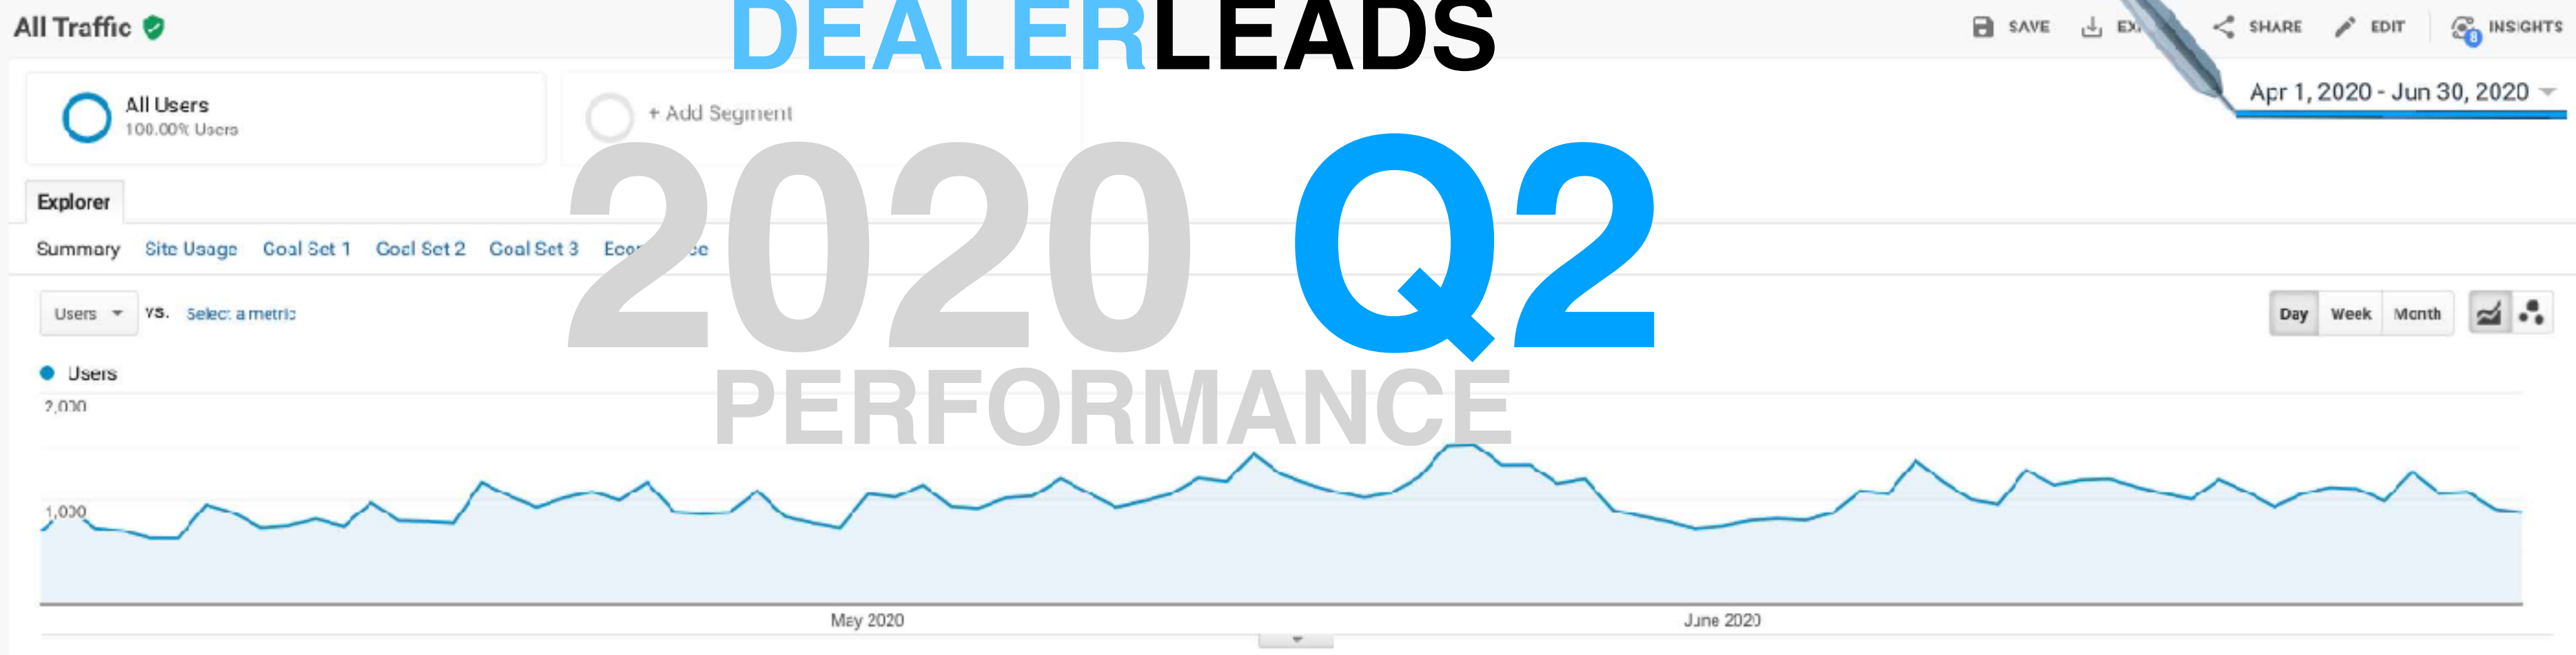 DEALERLEADS
All Traffic
SAVE
SHARE
EDIT
8
INSIGHTS
All Users
100.00% Users
+ Add Segment
Apr 1, 2020 - Jun 30, 2020
2020 Q2
PERFORMANCE
Explorer
Summary Site Usage Goal Set 1 Goal Set 2 Goal Set 3
Users VS. Select a metric
Day Week Month
Users
2,000
1,000
May 2020 June 2020